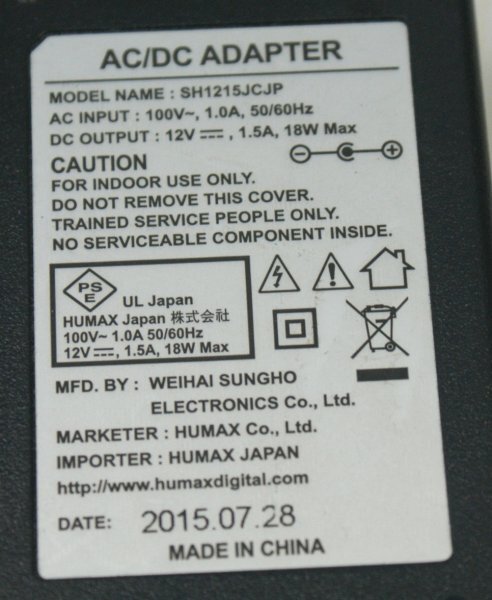 AC/DC ADAPTER
MODEL NAME : SH1215JCJP
AC INPUT : 100V~, 1.0A, 50/60Hz
DC OUTPUT : 12V⎓, 1.5A, 18W Max
CAUTION
FOR INDOOR USE ONLY.
DO NOT REMOVE THIS COVER.
TRAINED SERVICE PEOPLE ONLY.
NO SERVICEABLE COMPONENT INSIDE.
PS
E
UL Japan
HUMAX Japan 株式会社
100V~ 1.0A 50/60Hz
12V⎓, 1.5A, 18W Max
MFD. BY : WEIHAI SUNGHO
ELECTRONICS Co., Ltd.
MARKETER : HUMAX Co., Ltd.
IMPORTER : HUMAX JAPAN
http://www.humaxdigital.com
DATE: 2015.07.28
MADE IN CHINA